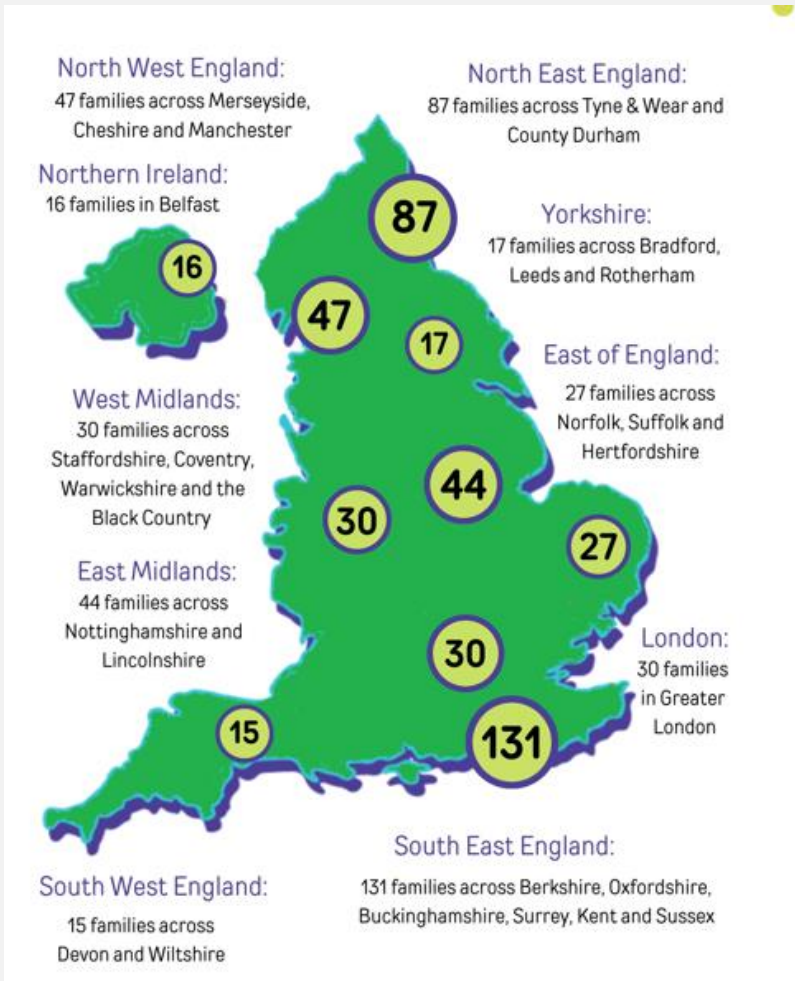 North West England:
47 families across Merseyside,
Cheshire and Manchester
North East England:
87 families across Tyne & Wear and
County Durham
Northern Ireland:
16 families in Belfast
87
Yorkshire:
17 families across Bradford,
Leeds and Rotherham
16
47
17
East of England:
27 families across
Norfolk, Suffolk and
Hertfordshire
West Midlands:
30 families across
Staffordshire, Coventry,
Warwickshire and the
Black Country
44
30
27
East Midlands:
44 families across
Nottinghamshire and
Lincolnshire
30
London:
30 families
in Greater
London
15
131
South East England:
131 families across Berkshire, Oxfordshire,
Buckinghamshire, Surrey, Kent and Sussex
South West England:
15 families across
Devon and Wiltshire